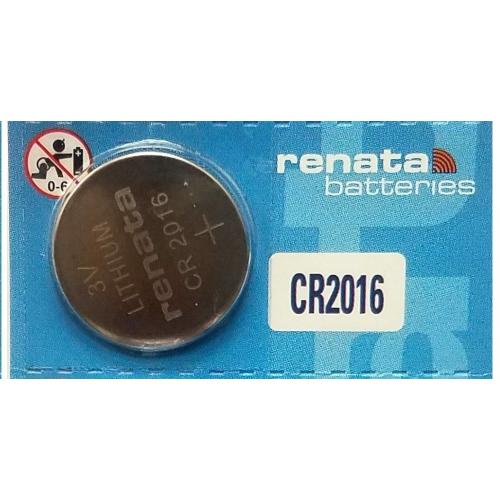 0-6
3V
LITHIUM
renata
CR 2016
+
renata
batteries
CR2016